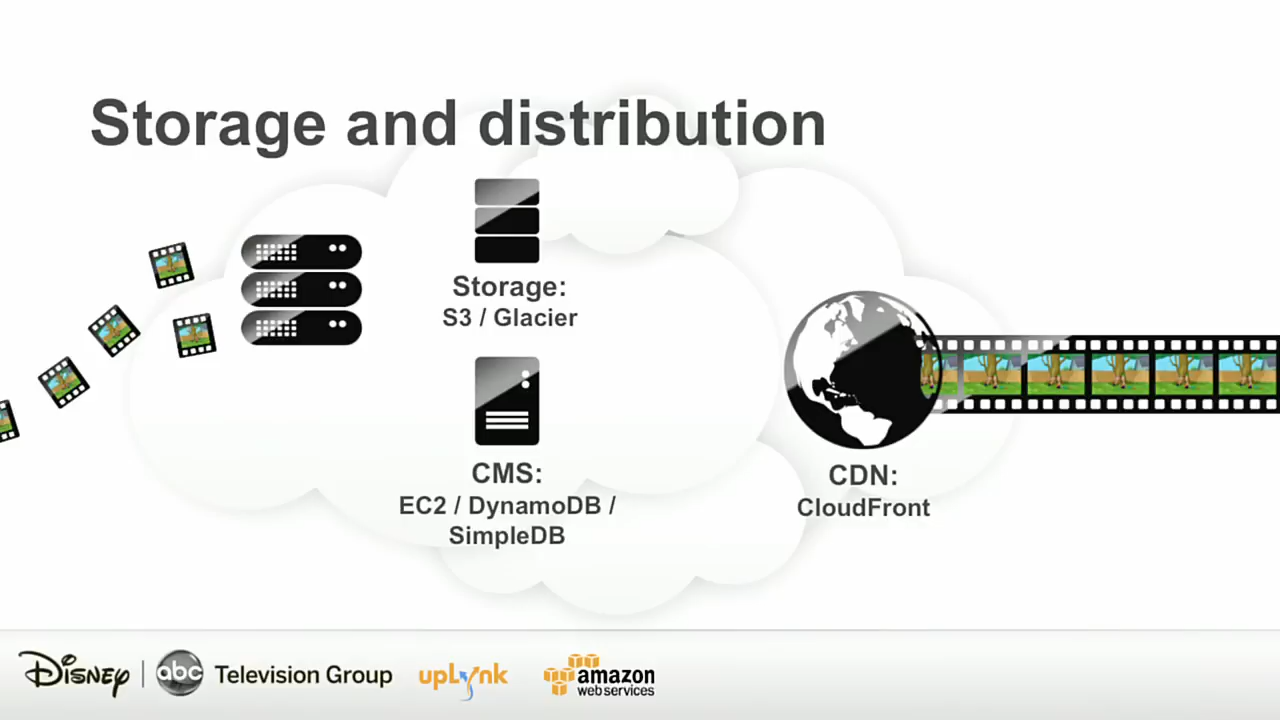 Storage and distribution
Storage:
S3 / Glacier
CMS:
EC2 / DynamoDB /
SimpleDB
CDN:
CloudFront
Disney | abc Television Group
upLynk
amazon
webservices